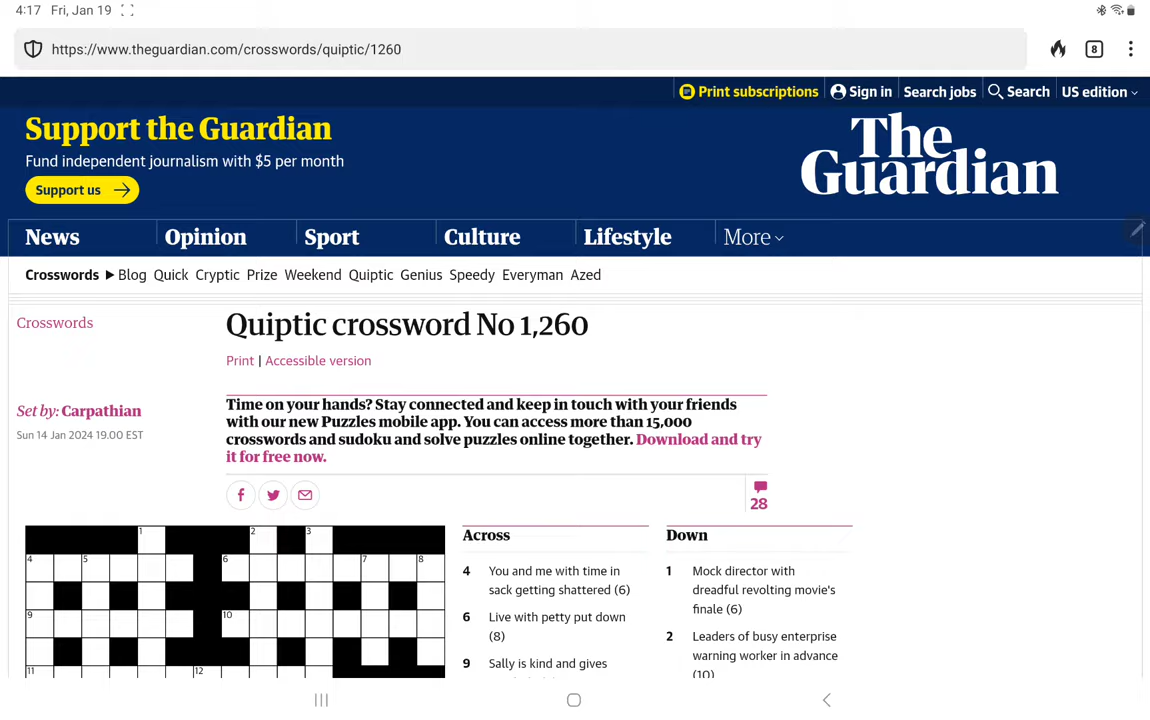 4:17 Fri, Jan 19
https://www.theguardian.com/crosswords/quiptic/1260
8
Print subscriptions
Sign in
Search jobs
Search
US edition
Support the Guardian
Fund independent journalism with $5 per month
Support us
The
Guardian
News
Opinion
Sport
Culture
Lifestyle
More
Crosswords
Blog Quick Cryptic Prize Weekend Quiptic Genius Speedy Everyman Azed
Crosswords
Quiptic crossword No 1,260
Print | Accessible version
Set by: Carpathian
Sun 14 Jan 2024 19.00 EST
Time on your hands? Stay connected and keep in touch with your friends
with our new Puzzles mobile app. You can access more than 15,000
crosswords and sudoku and solve puzzles online together. Download and try
it for free now.
28
1 2 3
4 5 6 7 8
9 10
11 12
Across
4 You and me with time in
sack getting shattered (6)
6 Live with petty put down
(8)
9 Sally is kind and gives
Down
1 Mock director with
dreadful revolting movie's
finale (6)
2 Leaders of busy enterprise
warning worker in advance
(10)